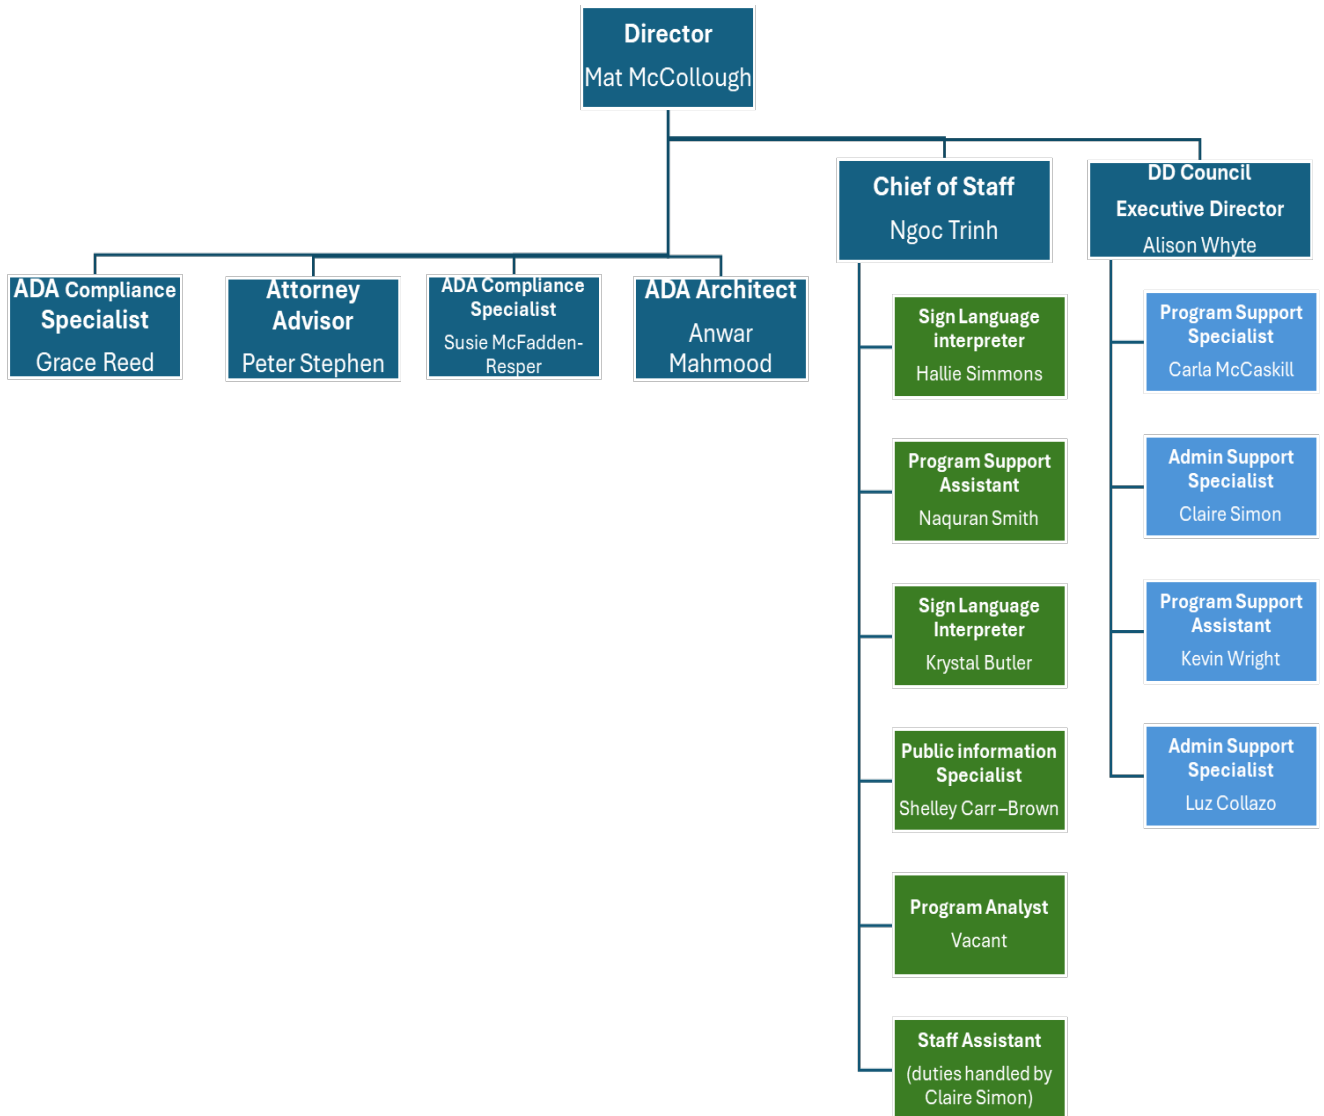 Director
Mat McCollough
Chief of Staff
Ngoc Trinh
DD Council
Executive Director
Alison Whyte
ADA Compliance
Specialist
Grace Reed
Attorney
Advisor
Peter Stephen
ADA Compliance
Specialist
Susie McFadden-
Resper
ADA Architect
Anwar
Mahmood
Sign Language
interpreter
Hallie Simmons
Program Support
Assistant
Naquran Smith
Sign Language
Interpreter
Krystal Butler
Public information
Specialist
Shelley Carr–Brown
Program Analyst
Vacant
Staff Assistant
(duties handled by
Claire Simon)
Program Support
Specialist
Carla McCaskill
Admin Support
Specialist
Claire Simon
Program Support
Assistant
Kevin Wright
Admin Support
Specialist
Luz Collazo